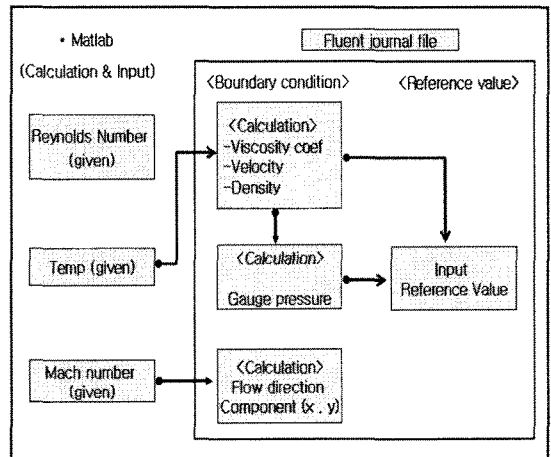 • Matlab
(Calculation & Input)
Reynolds Number
(given)
Temp (given)
Mach number
(given)
Fluent journal file
<Boundary condition>
<Reference value>
<Calculation>
-Viscosity coef
-Velocity
-Density
<Calculation>
Gauge pressure
Input
Reference Value
<Calculation>
Flow direction
Component (x , y)